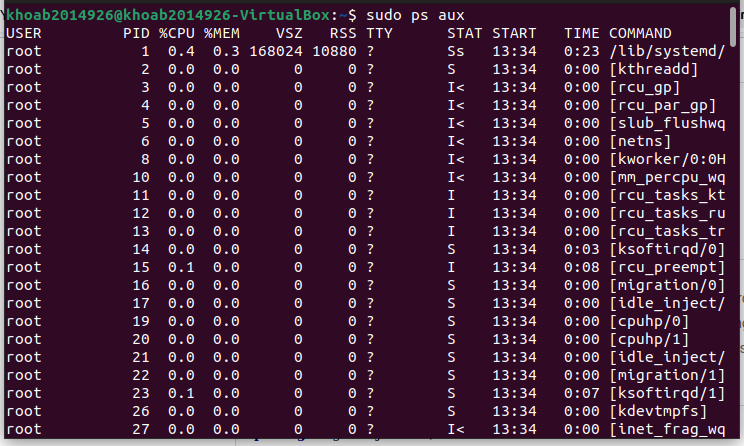 khoab2014926@khoab2014926-VirtualBox:~$ sudo ps aux
USER PID %CPU %MEM VSZ RSS TTY STAT START TIME COMMAND
root 1 0.4 0.3 168024 10880 ? Ss 13:34 0:23 /lib/systemd/
root 2 0.0 0.0 0 0 ? S 13:34 0:00 [kthreadd]
root 3 0.0 0.0 0 0 ? I< 13:34 0:00 [rcu_gp]
root 4 0.0 0.0 0 0 ? I< 13:34 0:00 [rcu_par_gp]
root 5 0.0 0.0 0 0 ? I< 13:34 0:00 [slub_flushwq
root 6 0.0 0.0 0 0 ? I< 13:34 0:00 [netns]
root 8 0.0 0.0 0 0 ? I< 13:34 0:00 [kworker/0:0H
root 10 0.0 0.0 0 0 ? I< 13:34 0:00 [mm_percpu_wq
root 11 0.0 0.0 0 0 ? I 13:34 0:00 [rcu_tasks_kt
root 12 0.0 0.0 0 0 ? I 13:34 0:00 [rcu_tasks_ru
root 13 0.0 0.0 0 0 ? I 13:34 0:00 [rcu_tasks_tr
root 14 0.0 0.0 0 0 ? S 13:34 0:03 [ksoftirqd/0]
root 15 0.1 0.0 0 0 ? I 13:34 0:08 [rcu_preempt]
root 16 0.0 0.0 0 0 ? S 13:34 0:00 [migration/0]
root 17 0.0 0.0 0 0 ? S 13:34 0:00 [idle_inject/
root 19 0.0 0.0 0 0 ? S 13:34 0:00 [cpuhp/0]
root 20 0.0 0.0 0 0 ? S 13:34 0:00 [cpuhp/1]
root 21 0.0 0.0 0 0 ? S 13:34 0:00 [idle_inject/
root 22 0.0 0.0 0 0 ? S 13:34 0:00 [migration/1]
root 23 0.1 0.0 0 0 ? S 13:34 0:07 [ksoftirqd/1]
root 26 0.0 0.0 0 0 ? S 13:34 0:00 [kdevtmpfs]
root 27 0.0 0.0 0 0 ? I< 13:34 0:00 [inet_frag_wq